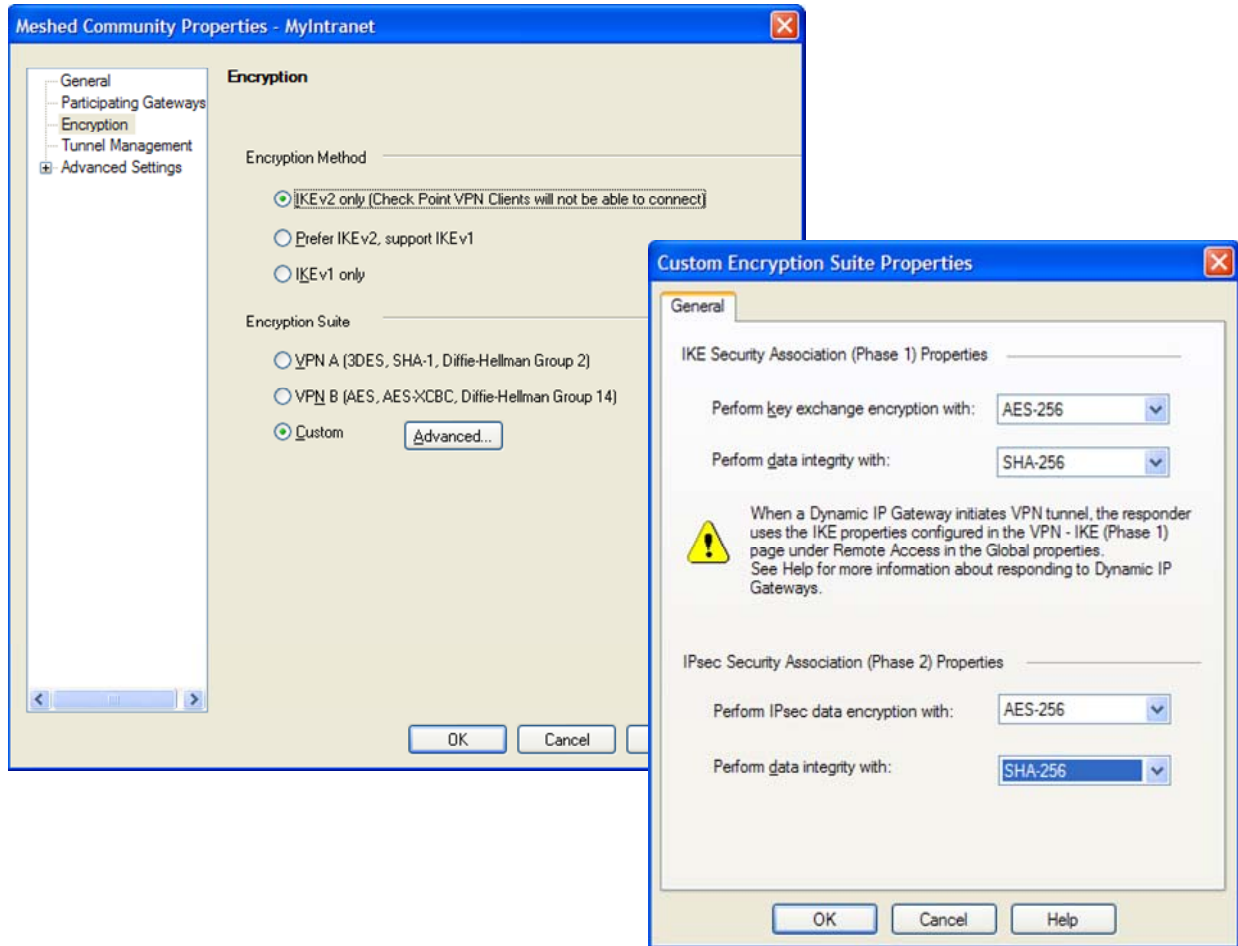 Meshed Community Properties - MyIntranet
General
Participating Gateways
Encryption
Tunnel Management
Advanced Settings
Encryption
Encryption Method
IKEv2 only (Check Point VPN Clients will not be able to connect)
Prefer IKEv2, support IKEv1
IKEv1 only
Encryption Suite
VPN A (3DES, SHA-1, Diffie-Hellman Group 2)
VPN B (AES, AES-XCBC, Diffie-Hellman Group 14)
Custom Advanced...
OK Cancel
Custom Encryption Suite Properties
General
IKE Security Association (Phase 1) Properties
Perform key exchange encryption with: AES-256
Perform data integrity with: SHA-256
When a Dynamic IP Gateway initiates VPN tunnel, the responder
uses the IKE properties configured in the VPN - IKE (Phase 1)
page under Remote Access in the Global properties.
See Help for more information about responding to Dynamic IP
Gateways.
IPsec Security Association (Phase 2) Properties
Perform IPsec data encryption with: AES-256
Perform data integrity with: SHA-256
OK Cancel Help